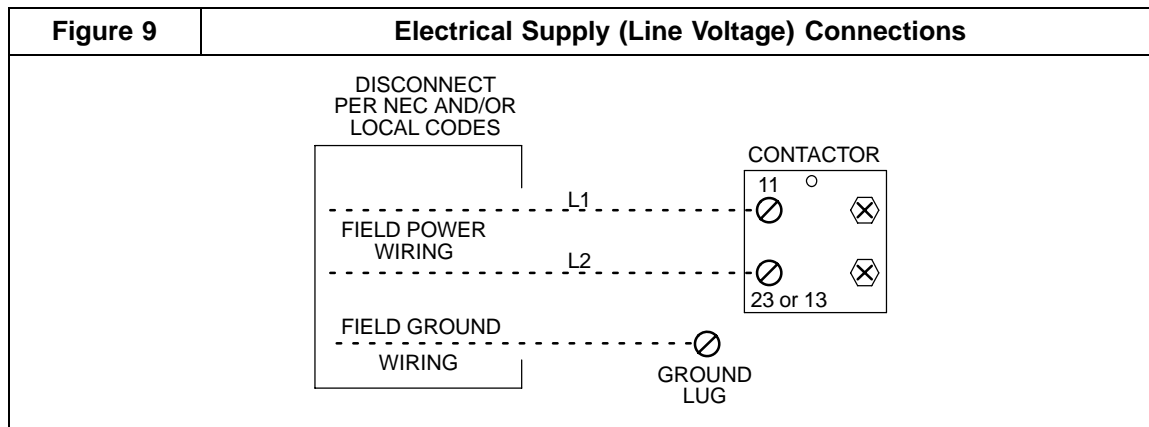 Figure 9
Electrical Supply (Line Voltage) Connections
DISCONNECT
PER NEC AND/OR
LOCAL CODES
CONTACTOR
11
L1
FIELD POWER
WIRING
L2
23 or 13
FIELD GROUND
WIRING
GROUND
LUG